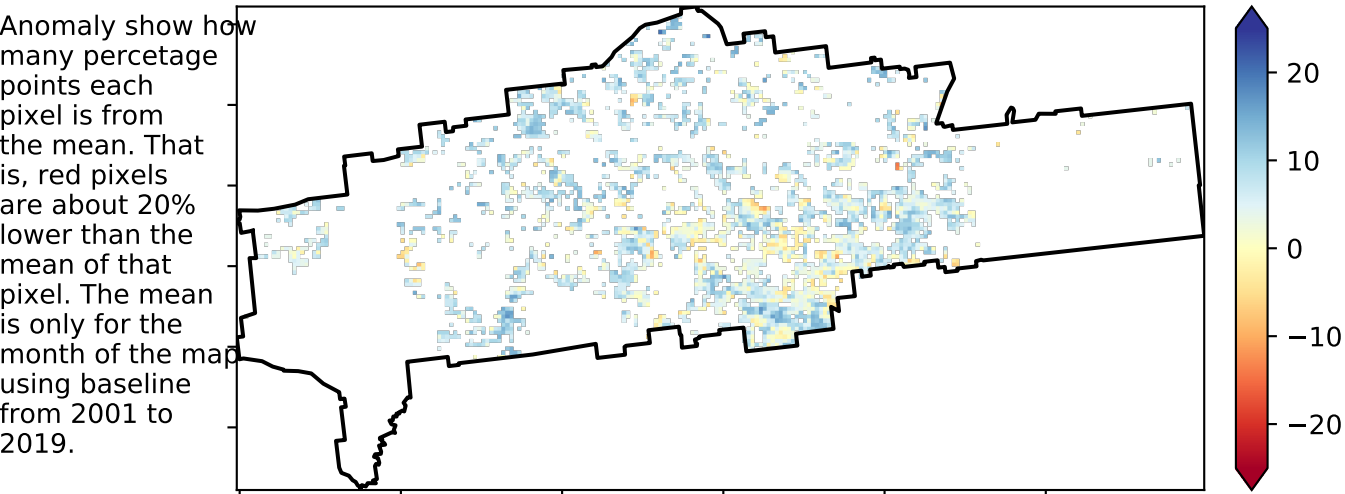 Anomaly show how
many percetage
points each
pixel is from
the mean. That
is, red pixels
are about 20%
lower than the
mean of that
pixel. The mean
is only for the
month of the map
using baseline
from 2001 to
2019.
20
10
0
−10
−20